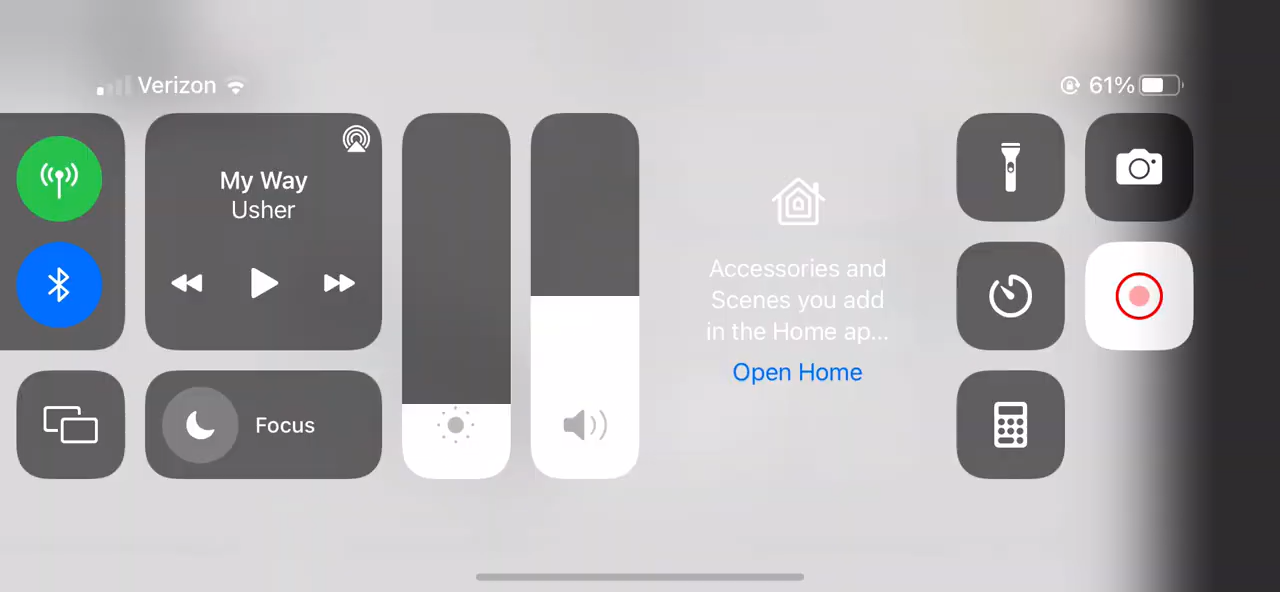 Verizon
61%
My Way
Usher
Focus
Accessories and
Scenes you add
in the Home ap...
Open Home